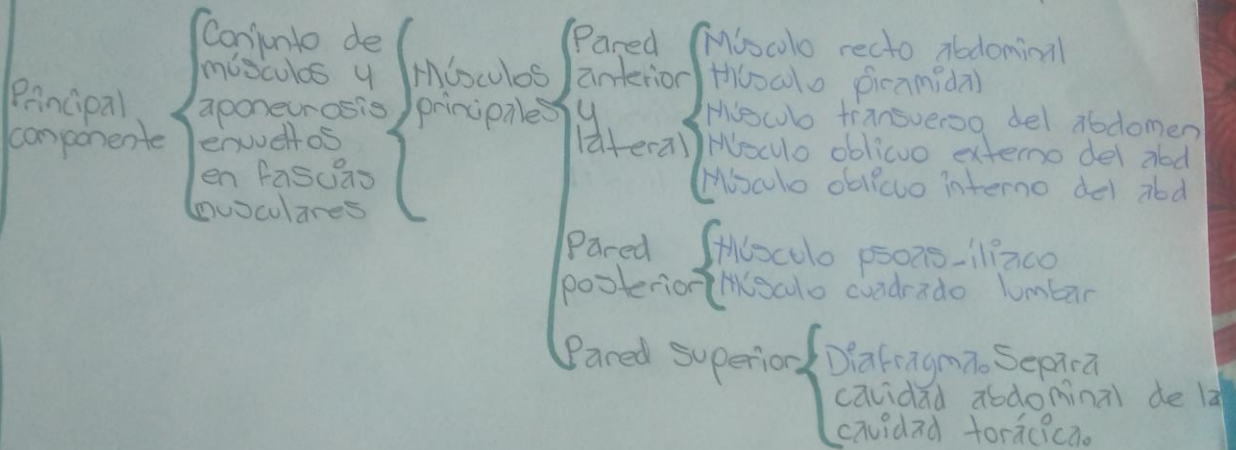 Principal
componente
Conjunto de
músculos y
aponeurosis
envueltos
en fascias
musculares
Músculos
principales
Pared
anterior
y
lateral
Músculo recto abdominal
Músculo piramidal
Músculo transverso del abdomen
Músculo oblicuo externo del abd
Músculo oblicuo interno del abd
Pared
posterior
Músculo psoas-ilíaco
Músculo cuadrado lumbar
Pared superior
Diafragma. Separa
cavidad abdominal de la
cavidad torácica.